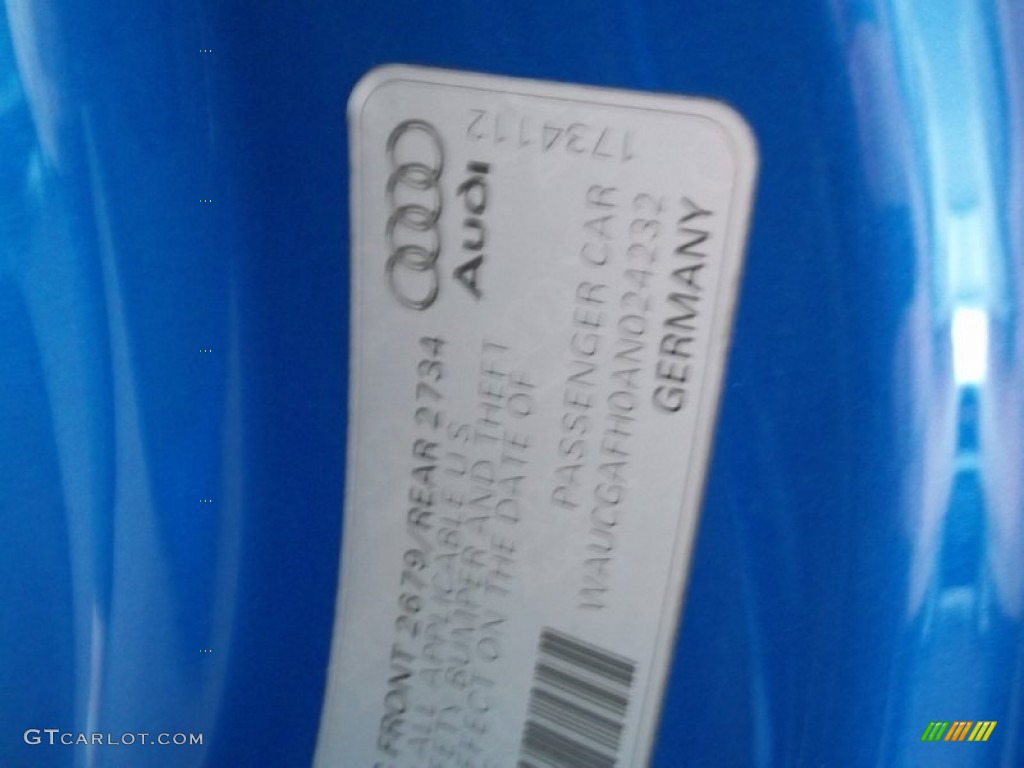 1734112
Audi
FRONT 2679/REAR 2734
ALL APPLICABLE U.S.
BUMPER AND THEFT
EFFECT ON THE DATE OF
PASSENGER CAR
WAUCGAFH0AN024232
GERMANY
GTCARLOT.COM